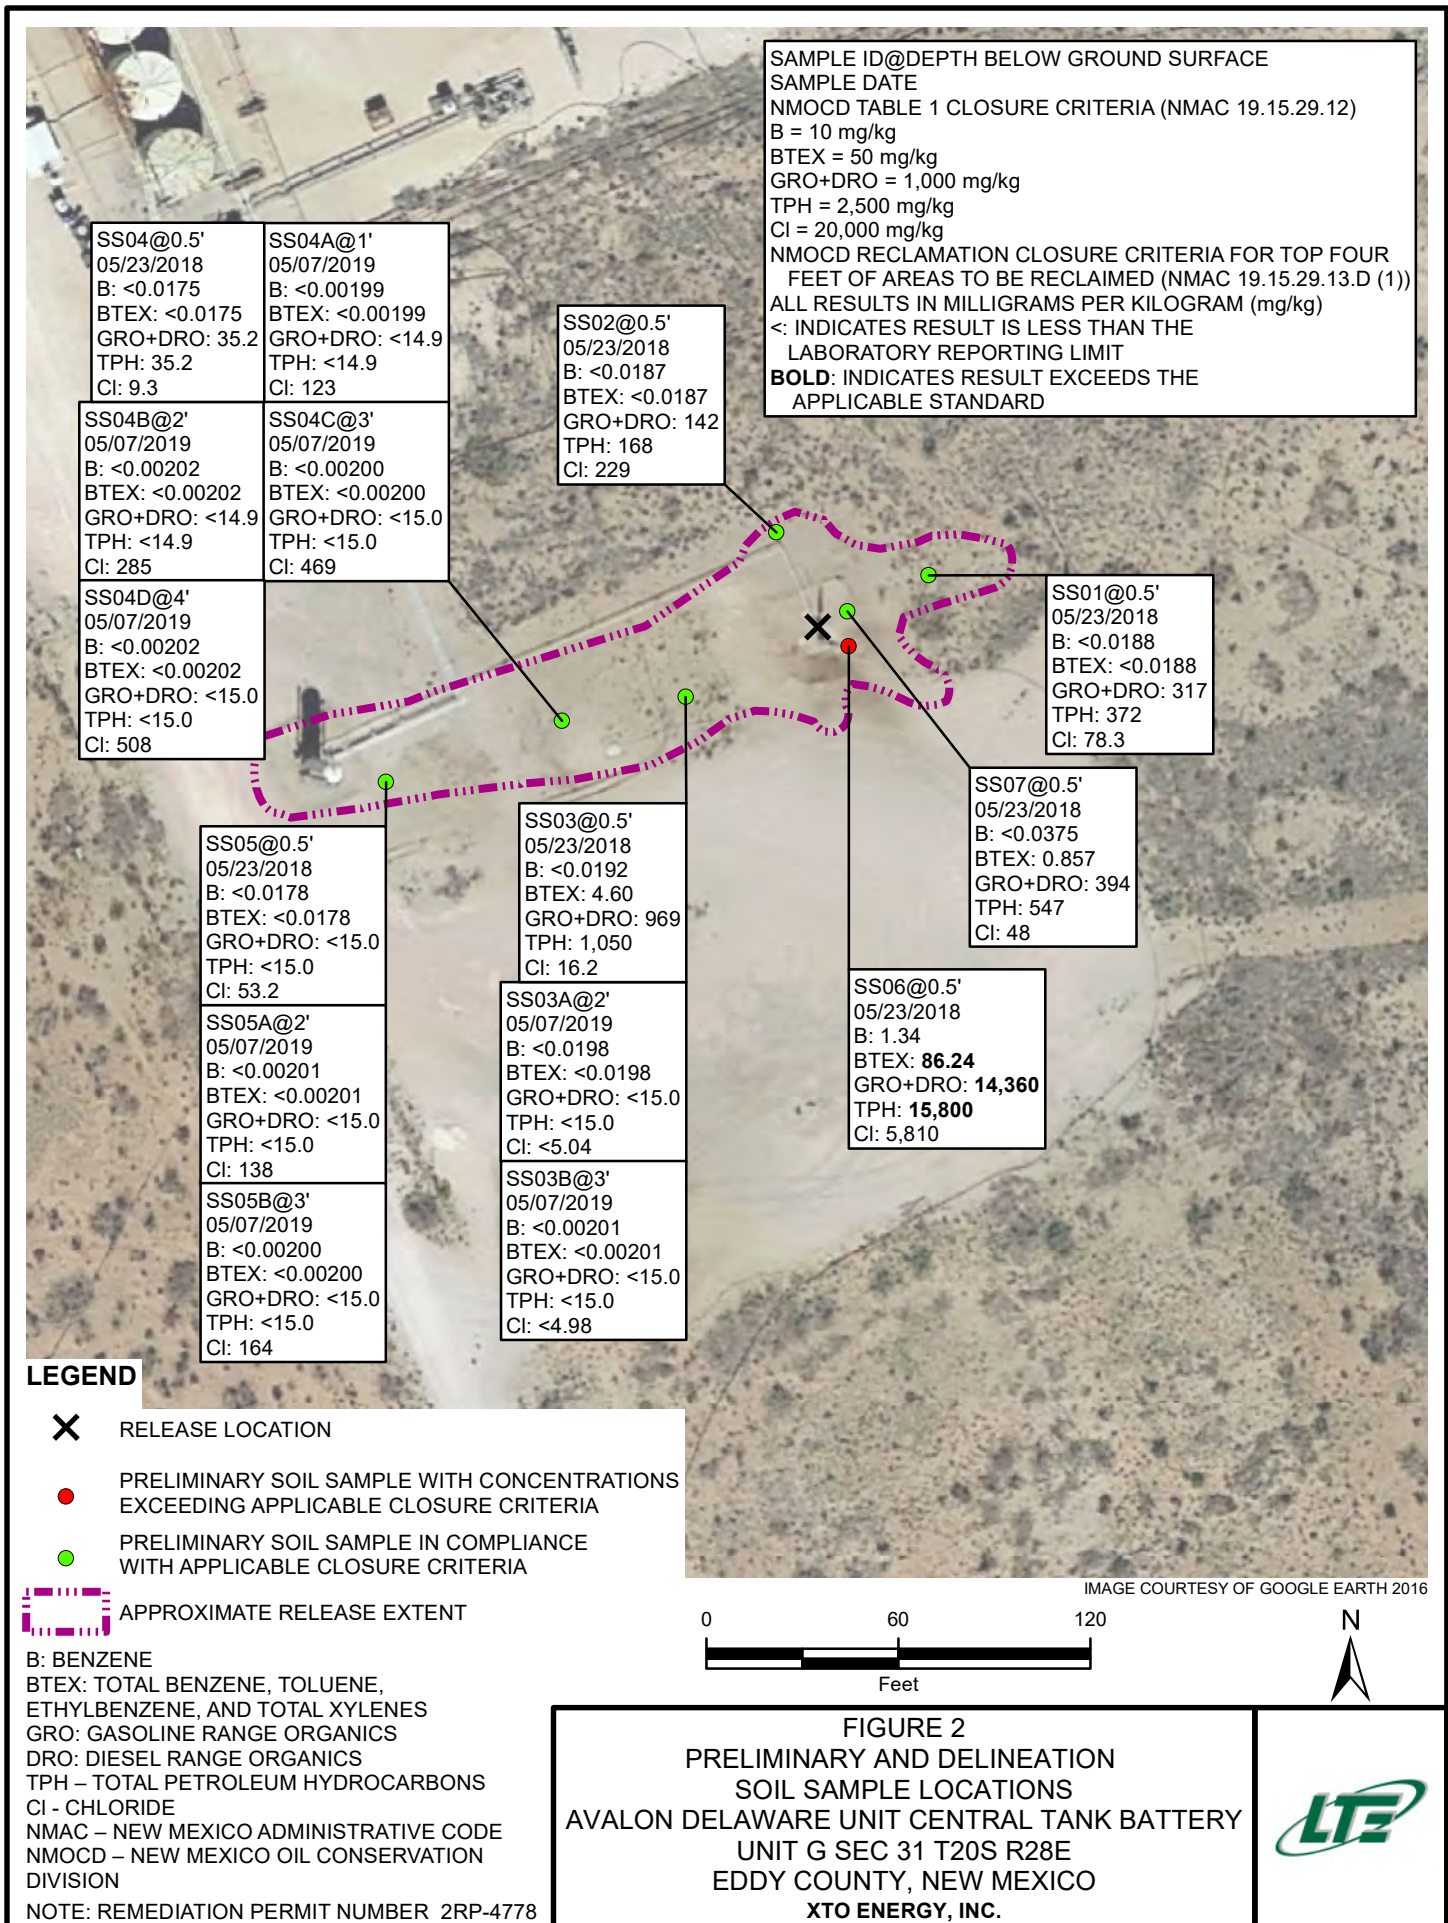 SAMPLE ID@DEPTH BELOW GROUND SURFACE
SAMPLE DATE
NMOCD TABLE 1 CLOSURE CRITERIA (NMAC 19.15.29.12)
B = 10 mg/kg
BTEX = 50 mg/kg
GRO+DRO = 1,000 mg/kg
TPH = 2,500 mg/kg
Cl = 20,000 mg/kg
NMOCD RECLAMATION CLOSURE CRITERIA FOR TOP FOUR
FEET OF AREAS TO BE RECLAIMED (NMAC 19.15.29.13.D (1))
ALL RESULTS IN MILLIGRAMS PER KILOGRAM (mg/kg)
<: INDICATES RESULT IS LESS THAN THE
LABORATORY REPORTING LIMIT
BOLD: INDICATES RESULT EXCEEDS THE
APPLICABLE STANDARD
SS04@0.5'
05/23/2018
B: <0.0175
BTEX: <0.0175
GRO+DRO: 35.2
TPH: 35.2
Cl: 9.3
SS04A@1'
05/07/2019
B: <0.00199
BTEX: <0.00199
GRO+DRO: <14.9
TPH: <14.9
Cl: 123
SS04B@2'
05/07/2019
B: <0.00202
BTEX: <0.00202
GRO+DRO: <14.9
TPH: <14.9
Cl: 285
SS04C@3'
05/07/2019
B: <0.00200
BTEX: <0.00200
GRO+DRO: <15.0
TPH: <15.0
Cl: 469
SS04D@4'
05/07/2019
B: <0.00202
BTEX: <0.00202
GRO+DRO: <15.0
TPH: <15.0
Cl: 508
SS02@0.5'
05/23/2018
B: <0.0187
BTEX: <0.0187
GRO+DRO: 142
TPH: 168
Cl: 229
SS01@0.5'
05/23/2018
B: <0.0188
BTEX: <0.0188
GRO+DRO: 317
TPH: 372
Cl: 78.3
SS07@0.5'
05/23/2018
B: <0.0375
BTEX: 0.857
GRO+DRO: 394
TPH: 547
Cl: 48
SS05@0.5'
05/23/2018
B: <0.0178
BTEX: <0.0178
GRO+DRO: <15.0
TPH: <15.0
Cl: 53.2
SS05A@2'
05/07/2019
B: <0.00201
BTEX: <0.00201
GRO+DRO: <15.0
TPH: <15.0
Cl: 138
SS05B@3'
05/07/2019
B: <0.00200
BTEX: <0.00200
GRO+DRO: <15.0
TPH: <15.0
Cl: 164
SS03@0.5'
05/23/2018
B: <0.0192
BTEX: 4.60
GRO+DRO: 969
TPH: 1,050
Cl: 16.2
SS03A@2'
05/07/2019
B: <0.0198
BTEX: <0.0198
GRO+DRO: <15.0
TPH: <15.0
Cl: <5.04
SS03B@3'
05/07/2019
B: <0.00201
BTEX: <0.00201
GRO+DRO: <15.0
TPH: <15.0
Cl: <4.98
SS06@0.5'
05/23/2018
B: 1.34
BTEX: 86.24
GRO+DRO: 14,360
TPH: 15,800
Cl: 5,810
LEGEND
RELEASE LOCATION
PRELIMINARY SOIL SAMPLE WITH CONCENTRATIONS
EXCEEDING APPLICABLE CLOSURE CRITERIA
PRELIMINARY SOIL SAMPLE IN COMPLIANCE
WITH APPLICABLE CLOSURE CRITERIA
APPROXIMATE RELEASE EXTENT
B: BENZENE
BTEX: TOTAL BENZENE, TOLUENE,
ETHYLBENZENE, AND TOTAL XYLENES
GRO: GASOLINE RANGE ORGANICS
DRO: DIESEL RANGE ORGANICS
TPH – TOTAL PETROLEUM HYDROCARBONS
Cl - CHLORIDE
NMAC – NEW MEXICO ADMINISTRATIVE CODE
NMOCD – NEW MEXICO OIL CONSERVATION
DIVISION
NOTE: REMEDIATION PERMIT NUMBER 2RP-4778
IMAGE COURTESY OF GOOGLE EARTH 2016
0 60 120
Feet
N
FIGURE 2
PRELIMINARY AND DELINEATION
SOIL SAMPLE LOCATIONS
AVALON DELAWARE UNIT CENTRAL TANK BATTERY
UNIT G SEC 31 T20S R28E
EDDY COUNTY, NEW MEXICO
XTO ENERGY, INC.
LTE